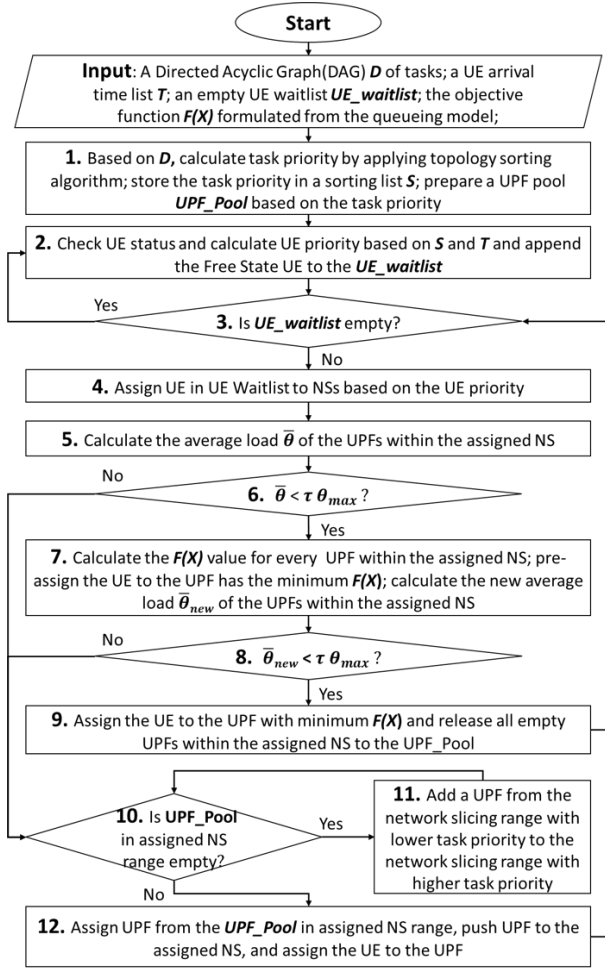 Start
Input: A Directed Acyclic Graph(DAG) D of tasks; a UE arrival
time list T; an empty UE waitlist UE_waitlist; the objective
function F(X) formulated from the queueing model;
1. Based on D, calculate task priority by applying topology sorting
algorithm; store the task priority in a sorting list S; prepare a UPF pool
UPF_Pool based on the task priority
2. Check UE status and calculate UE priority based on S and T and append
the Free State UE to the UE_waitlist
Yes
3. Is UE_waitlist empty?
No
4. Assign UE in UE Waitlist to NSs based on the UE priority
5. Calculate the average load θ̅ of the UPFs within the assigned NS
No
6. θ̅ < τ θmax ?
Yes
7. Calculate the F(X) value for every UPF within the assigned NS; pre-
assign the UE to the UPF has the minimum F(X); calculate the new average
load θ̅new of the UPFs within the assigned NS
No
8. θ̅new < τ θmax ?
Yes
9. Assign the UE to the UPF with minimum F(X) and release all empty
UPFs within the assigned NS to the UPF_Pool
10. Is UPF_Pool
in assigned NS
range empty?
Yes
11. Add a UPF from the
network slicing range with
lower task priority to the
network slicing range with
higher task priority
No
12. Assign UPF from the UPF_Pool in assigned NS range, push UPF to the
assigned NS, and assign the UE to the UPF